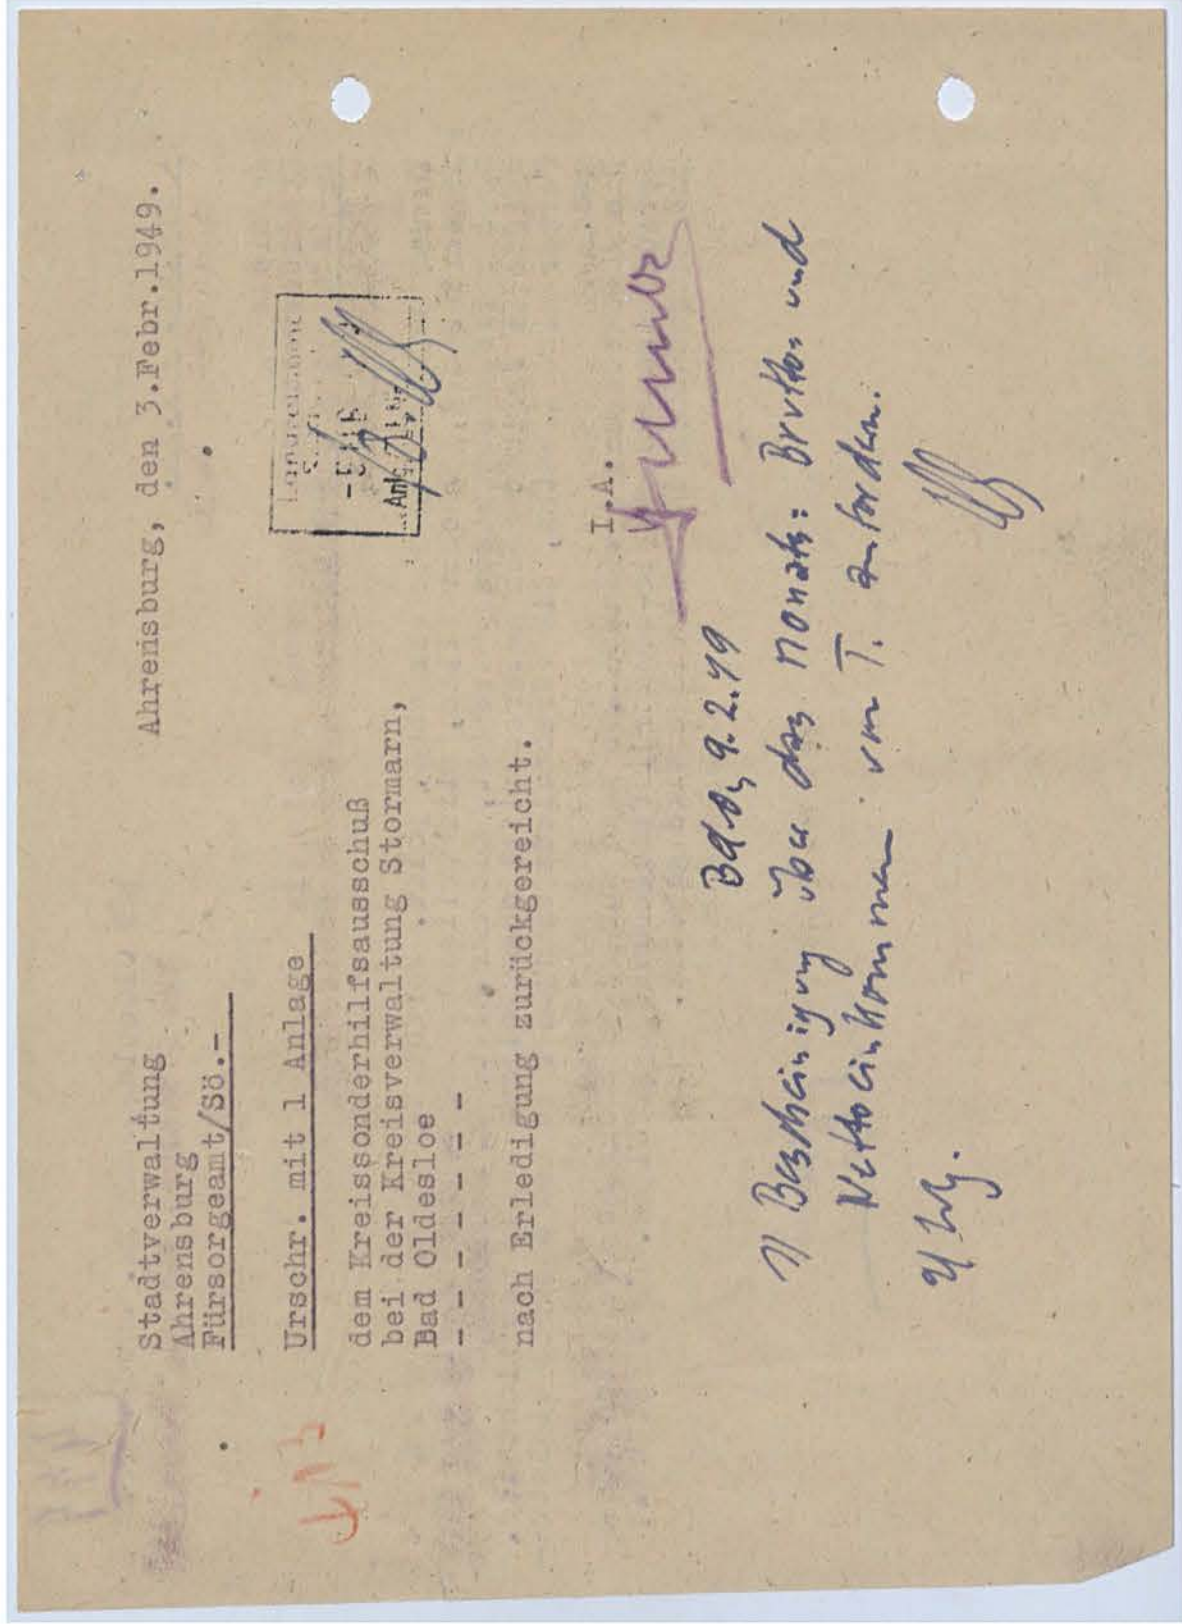 Stadtverwaltung
Ahrensburg
Fürsorgeamt/Sö.-
Ahrensburg, den 3.Febr.1949.
Urschr. mit 1 Anlage
dem Kreissonderhilfsausschuß
bei der Kreisverwaltung Stormarn,
Bad Oldesloe
- - - - - - - -
nach Erledigung zurückgereicht.
I.A.
9.2.49
1/ Bescheinigung über das Monats= Brutto und
Nettoeinkommen von T. anfordern.
2/ Wv.